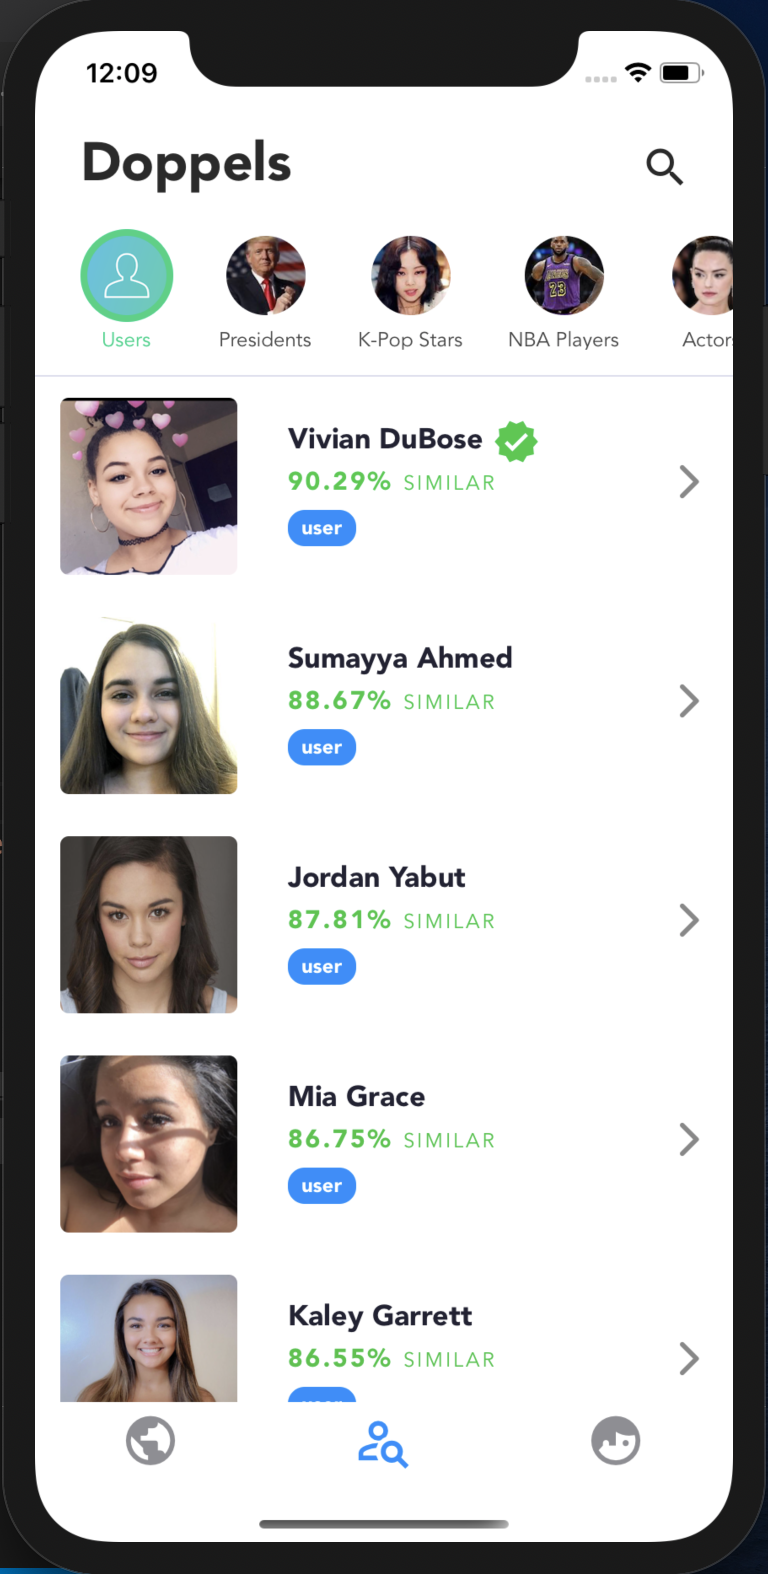 12:09
Doppels
Users
Presidents
K-Pop Stars
NBA Players
Actor
LAKERS
23
Vivian DuBose
90.29% SIMILAR
user
Sumayya Ahmed
88.67% SIMILAR
user
Jordan Yabut
87.81% SIMILAR
user
Mia Grace
86.75% SIMILAR
user
Kaley Garrett
86.55% SIMILAR